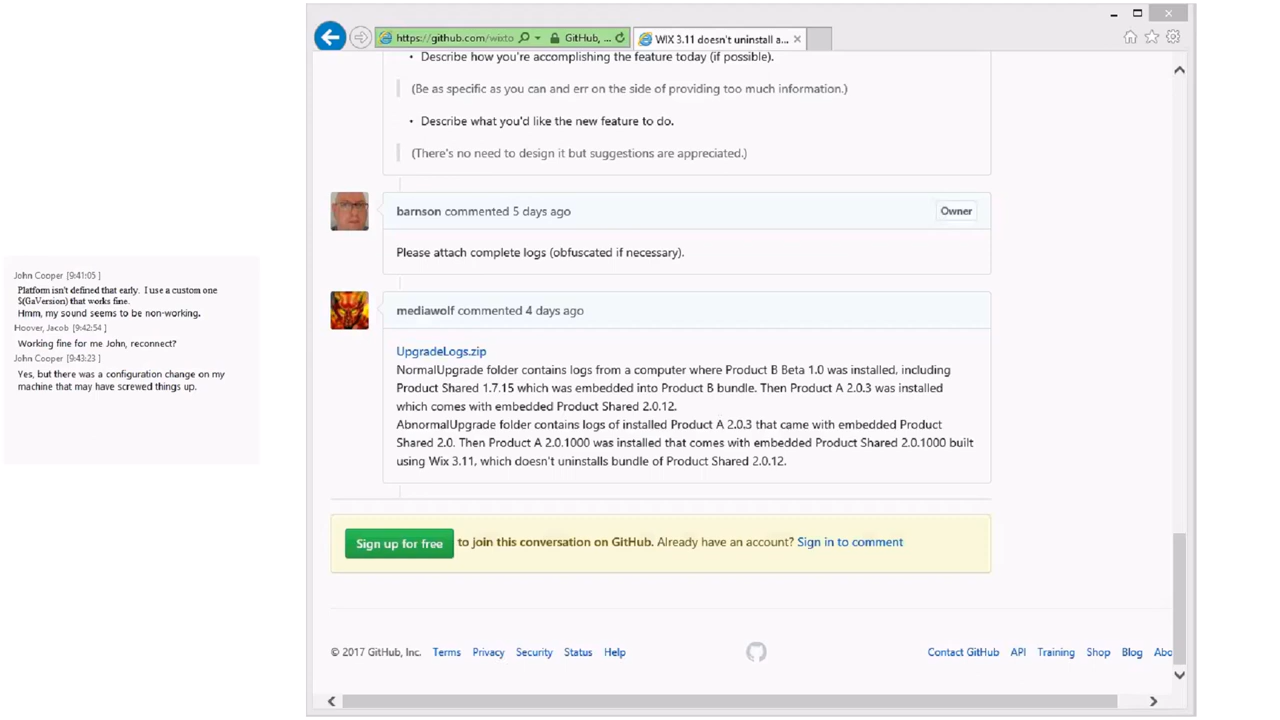 https://github.com/wixto
GitHub, ...
WIX 3.11 doesn't uninstall a...
• Describe how you're accomplishing the feature today (if possible).
(Be as specific as you can and err on the side of providing too much information.)
• Describe what you'd like the new feature to do.
(There's no need to design it but suggestions are appreciated.)
barnson commented 5 days ago
Owner
Please attach complete logs (obfuscated if necessary).
John Cooper [9:41:05]
Platform isn't defined that early. I use a custom one
$(GaVersion) that works fine.
Hmm, my sound seems to be non-working.
Hoover, Jacob [9:42:54]
Working fine for me John, reconnect?
John Cooper [9:43:23]
Yes, but there was a configuration change on my
machine that may have screwed things up.
mediawolf commented 4 days ago
UpgradeLogs.zip
NormalUpgrade folder contains logs from a computer where Product B Beta 1.0 was installed, including
Product Shared 1.7.15 which was embedded into Product B bundle. Then Product A 2.0.3 was installed
which comes with embedded Product Shared 2.0.12.
AbnormalUpgrade folder contains logs of installed Product A 2.0.3 that came with embedded Product
Shared 2.0. Then Product A 2.0.1000 was installed that comes with embedded Product Shared 2.0.1000 built
using Wix 3.11, which doesn't uninstalls bundle of Product Shared 2.0.12.
Sign up for free to join this conversation on GitHub. Already have an account? Sign in to comment
© 2017 GitHub, Inc. Terms Privacy Security Status Help
Contact GitHub API Training Shop Blog Abo